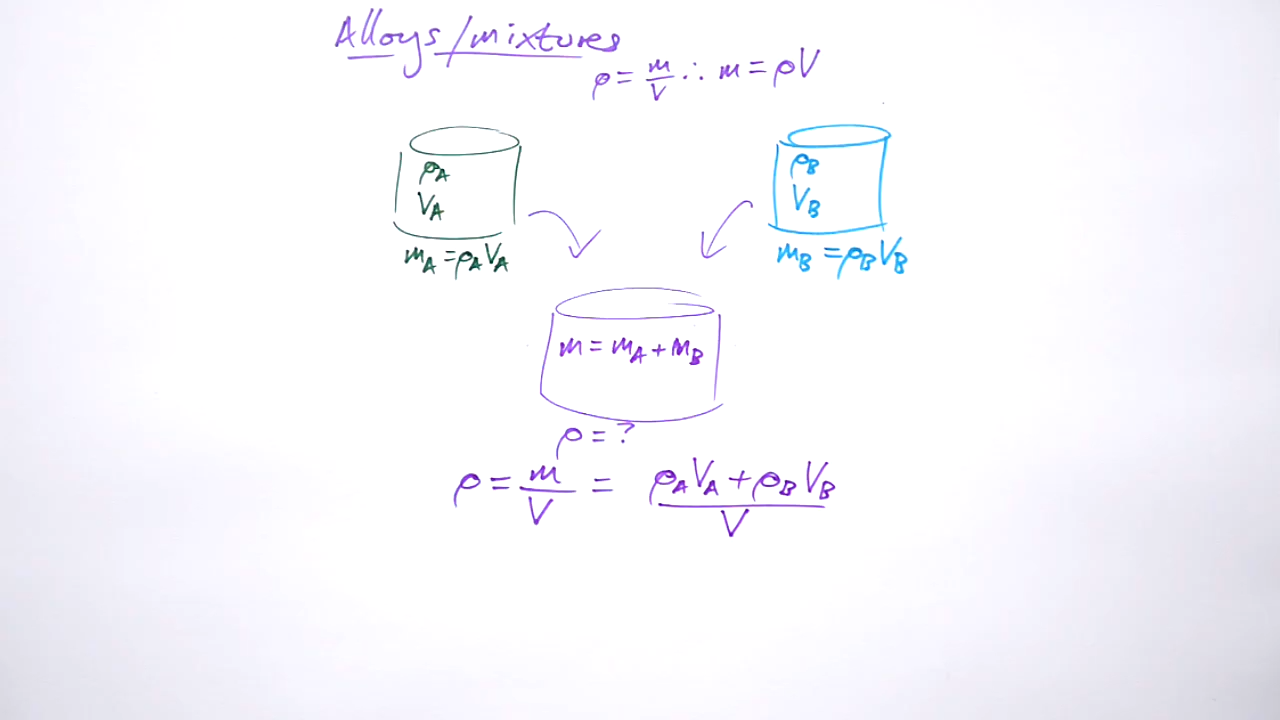 Alloys/mixtures
ρ = m/V ∴ m = ρV
ρA
VA
mA = ρAVA
ρB
VB
mB = ρBVB
m = mA + mB
ρ = ?
ρ = m/V = (ρAVA + ρBVB)/V